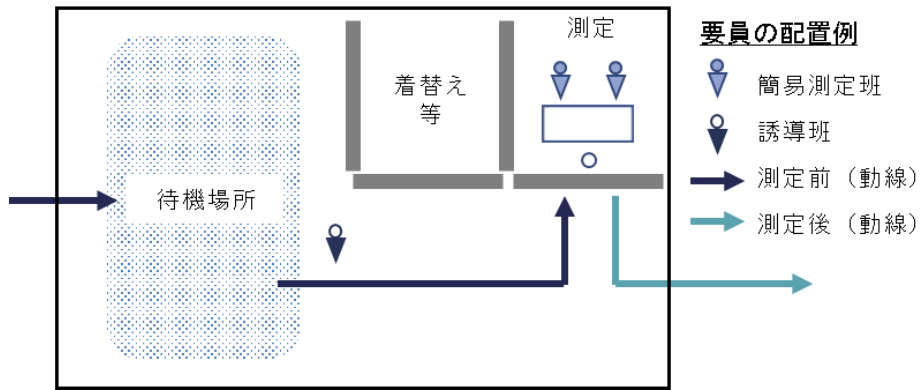 測定
着替え
等
待機場所
要員の配置例
簡易測定班
誘導班
測定前（動線）
測定後（動線）